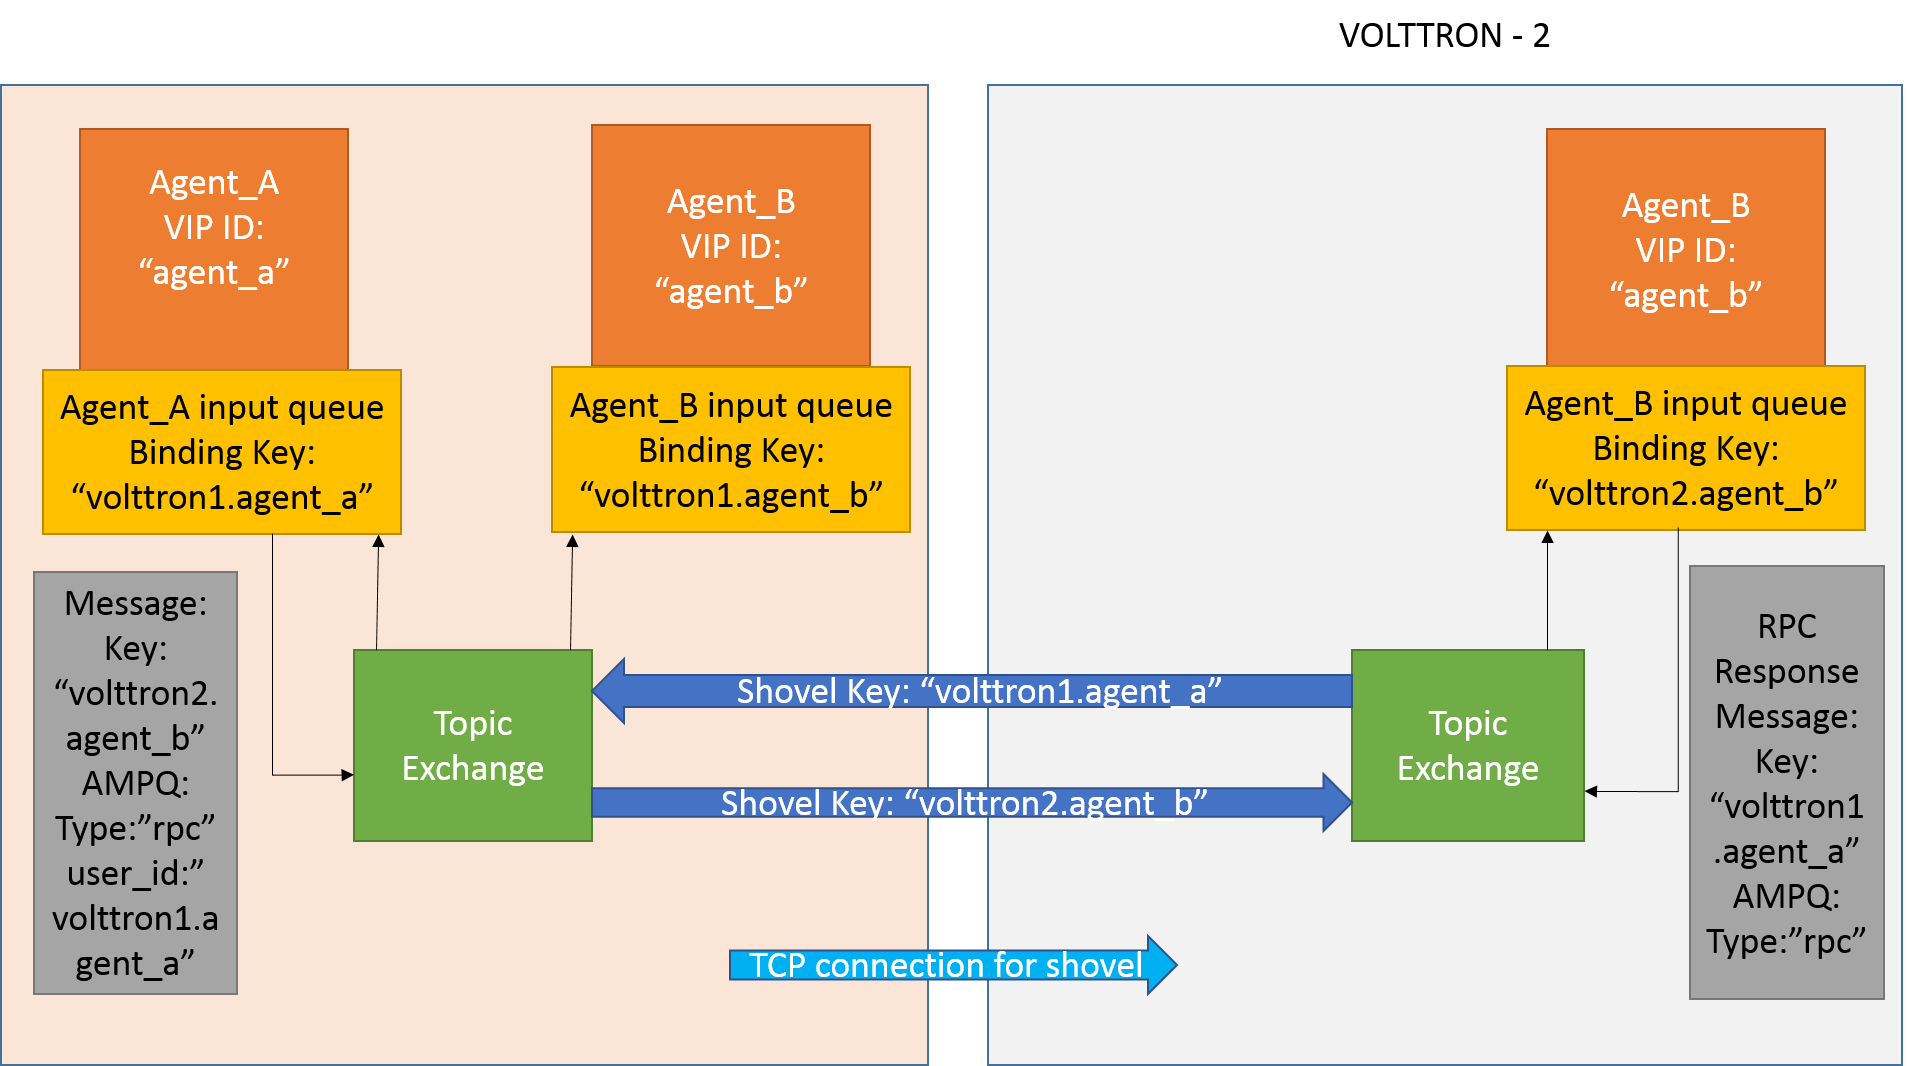 VOLTTRON - 2
Agent_A
VIP ID:
“agent_a”
Agent_A input queue
Binding Key:
“volttron1.agent_a”
Agent_B
VIP ID:
“agent_b”
Agent_B input queue
Binding Key:
“volttron1.agent_b”
Agent_B
VIP ID:
“agent_b”
Agent_B input queue
Binding Key:
“volttron2.agent_b”
Message:
Key:
“volttron2.
agent_b”
AMPQ:
Type:”rpc”
user_id:”
volttron1.a
gent_a”
Topic
Exchange
Shovel Key: “volttron1.agent_a”
Shovel Key: “volttron2.agent_b”
Topic
Exchange
RPC
Response
Message:
Key:
“volttron1
.agent_a”
AMPQ:
Type:”rpc”
TCP connection for shovel